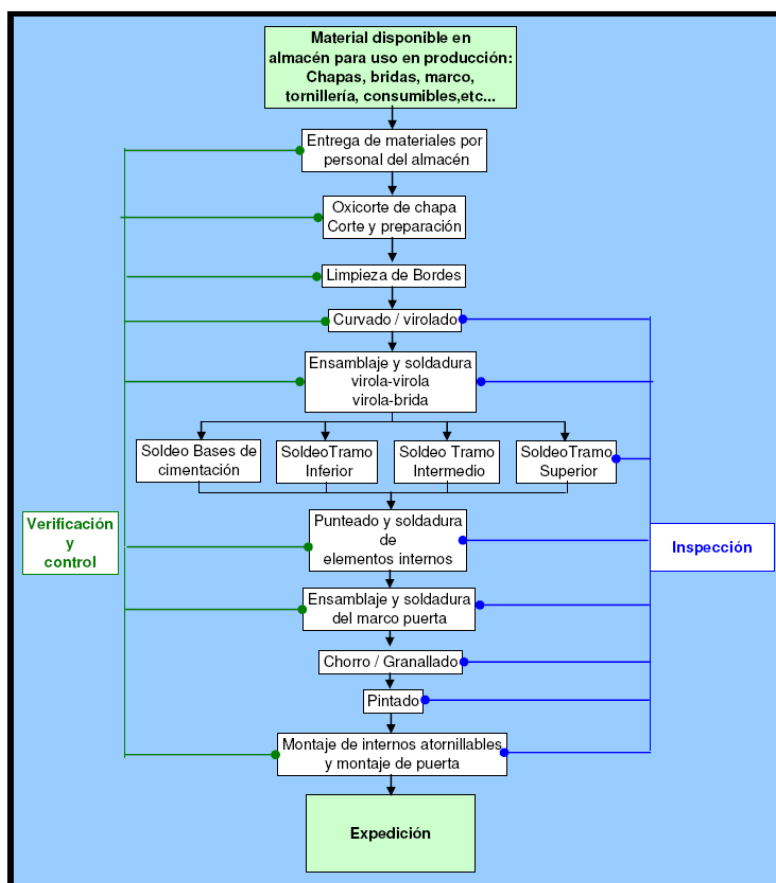 Material disponible en
almacén para uso en producción:
Chapas, bridas, marco,
tornillería, consumibles,etc...
Entrega de materiales por
personal del almacén
Oxicorte de chapa
Corte y preparación
Limpieza de Bordes
Curvado / virolado
Ensamblaje y soldadura
virola-virola
virola-brida
Soldeo Bases de
cimentación
SoldeoTramo
Inferior
Soldeo Tramo
Intermedio
SoldeoTramo
Superior
Verificación
y
control
Punteado y soldadura
de
elementos internos
Inspección
Ensamblaje y soldadura
del marco puerta
Chorro / Granallado
Pintado
Montaje de internos atornillables
y montaje de puerta
Expedición